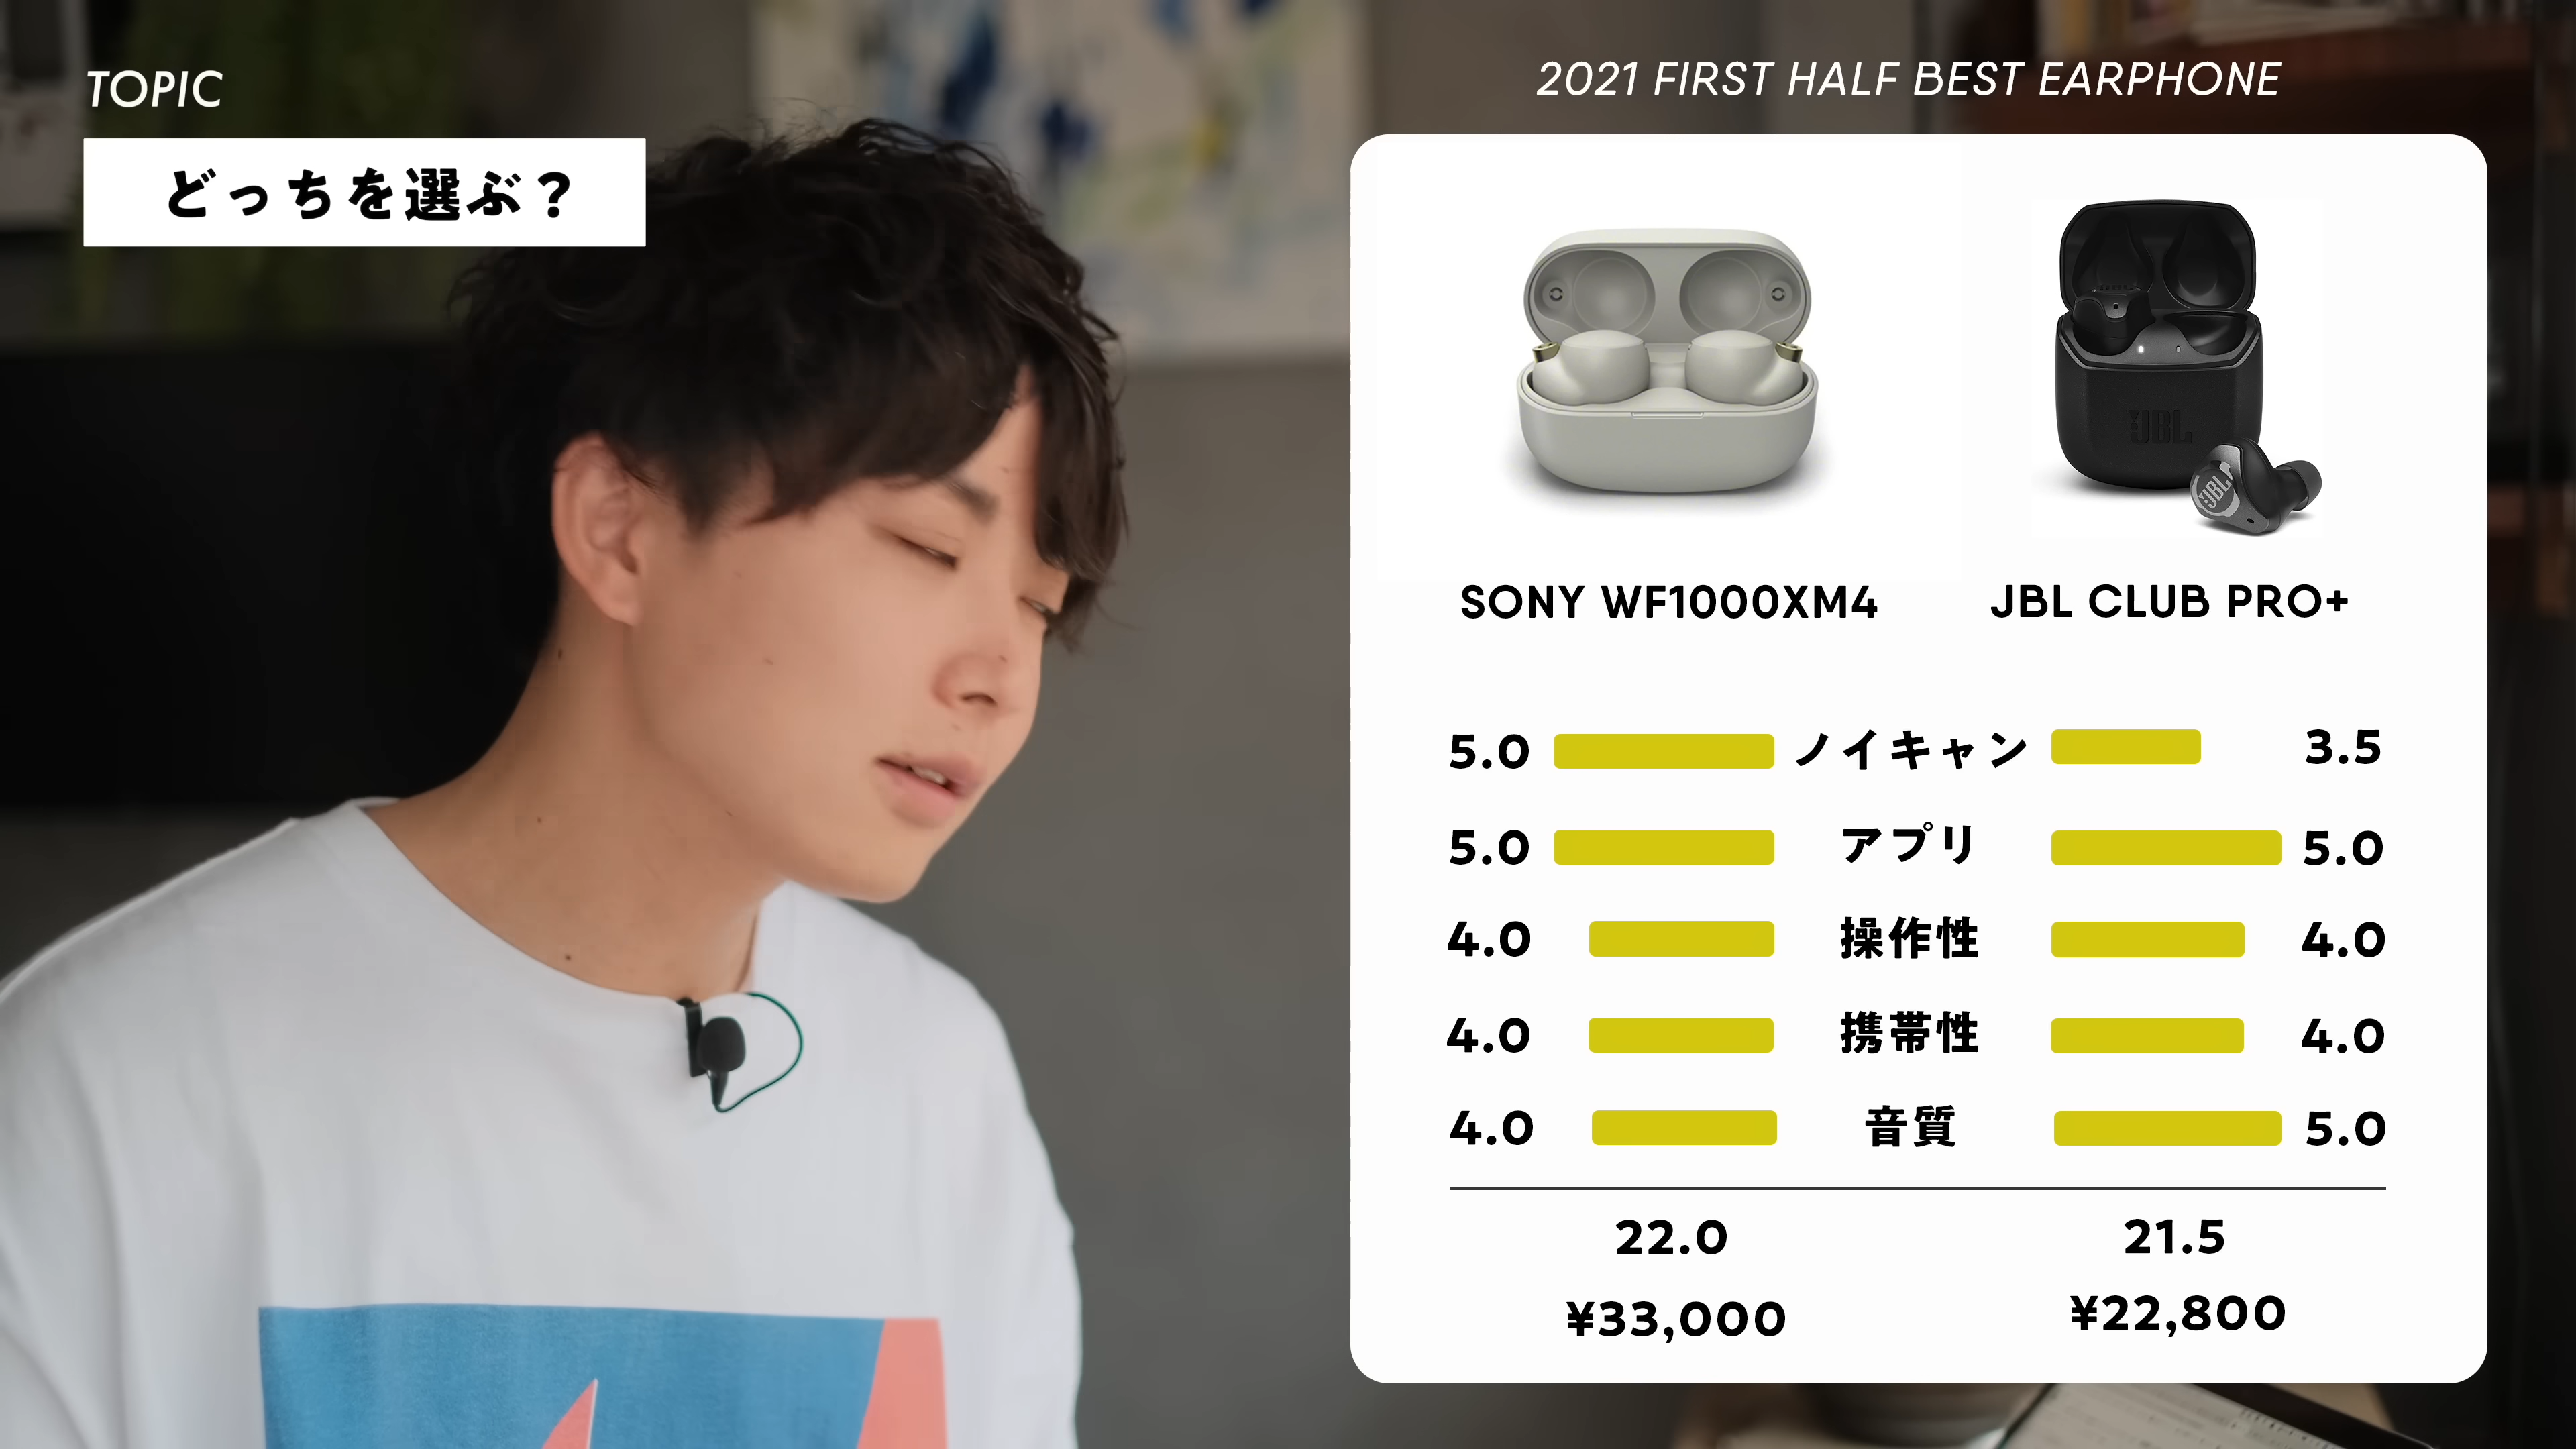 TOPIC
どっちを選ぶ？
2021 FIRST HALF BEST EARPHONE
JBL
JBL
SONY WF1000XM4
JBL CLUB PRO+
5.0 ノイキャン 3.5
5.0 アプリ 5.0
4.0 操作性 4.0
4.0 携帯性 4.0
4.0 音質 5.0
22.0 21.5
¥33,000 ¥22,800